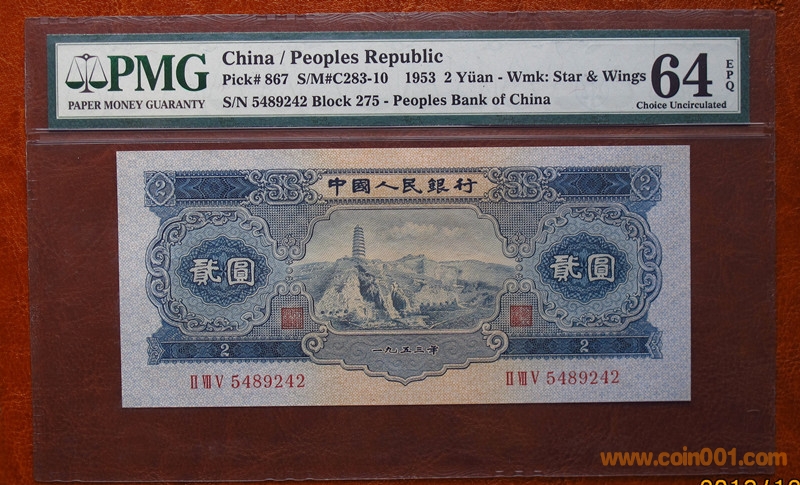 PMG
PAPER MONEY GUARANTY
China / Peoples Republic
Pick# 867 S/M#C283-10 1953 2 Yüan - Wmk: Star & Wings
S/N 5489242 Block 275 - Peoples Bank of China
64 EPQ
Choice Uncirculated
2 中國人民銀行 2
貳圓 貳圓
2 一九五三年 2
II VII V 5489242 II VII V 5489242
www.coin001.com